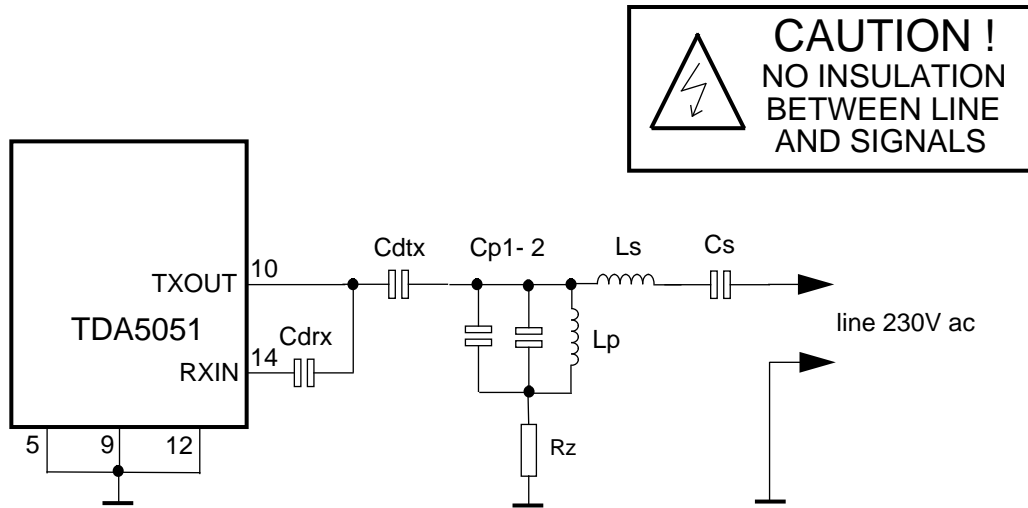 CAUTION !
NO INSULATION
BETWEEN LINE
AND SIGNALS
Cdtx
Cp1- 2
Ls
Cs
TXOUT
10
TDA5051
Cdrx
RXIN
14
Lp
line 230V ac
5
9
12
Rz